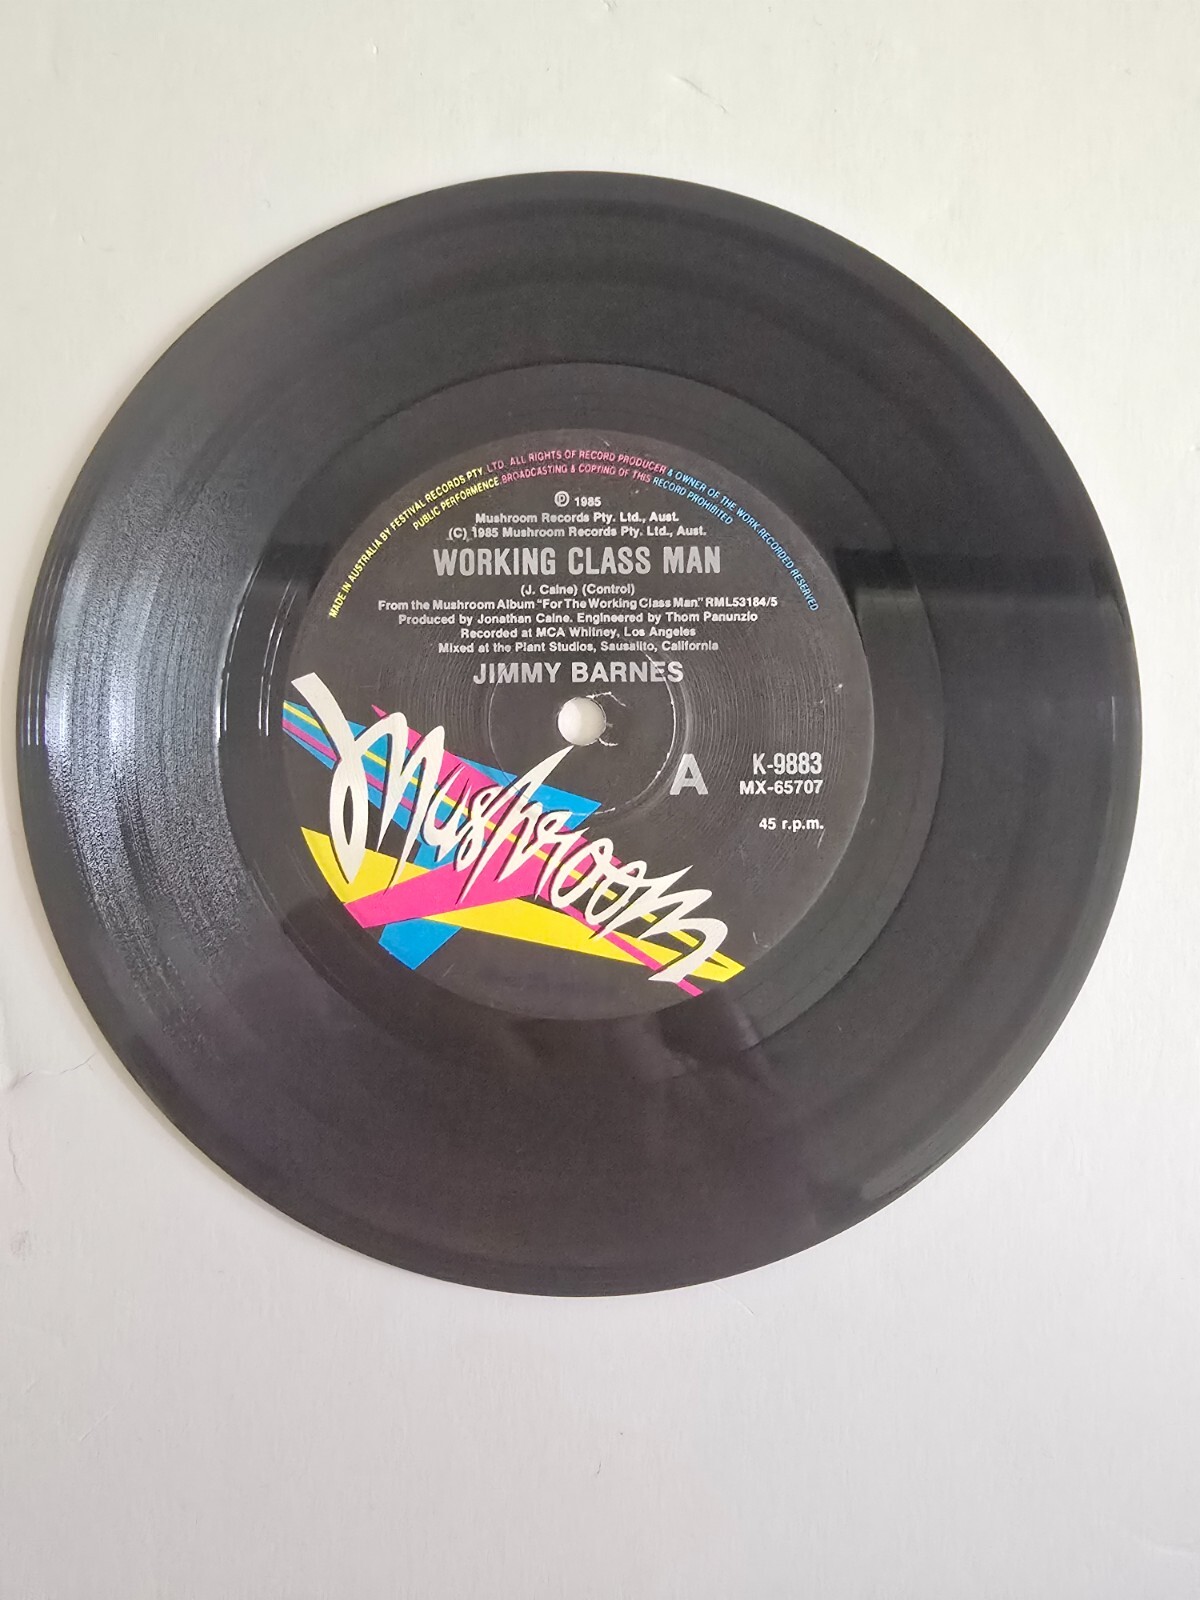 MADE IN AUSTRALIA BY FESTIVAL RECORDS PTY. LTD. ALL RIGHTS OF RECORD PRODUCER & OWNER OF THE WORK RECORDED RESERVED
PUBLIC PERFORMENCE. BROADCASTING & COPYING OF THIS RECORD PROHIBITED
Ⓟ 1985
Mushroom Records Pty. Ltd., Aust.
(C) 1985 Mushroom Records Pty. Ltd., Aust.
WORKING CLASS MAN
(J. Caine) (Control)
From the Mushroom Album "For The Working Class Man" RML53184/5
Produced by Jonathan Caine. Engineered by Thom Panunzio
Recorded at MCA Whitney, Los Angeles
Mixed at the Plant Studios, Sausalito, California
JIMMY BARNES
Mushroom
A
K-9883
MX-65707
45 r.p.m.